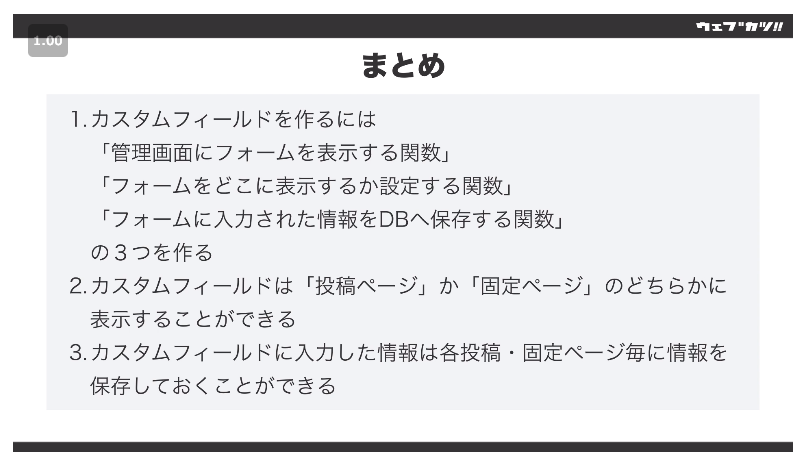 ウェブカツ!!
1.00
まとめ
1. カスタムフィールドを作るには
「管理画面にフォームを表示する関数」
「フォームをどこに表示するか設定する関数」
「フォームに入力された情報をDBへ保存する関数」
の３つを作る
2. カスタムフィールドは「投稿ページ」か「固定ページ」のどちらかに
表示することができる
3. カスタムフィールドに入力した情報は各投稿・固定ページ毎に情報を
保存しておくことができる